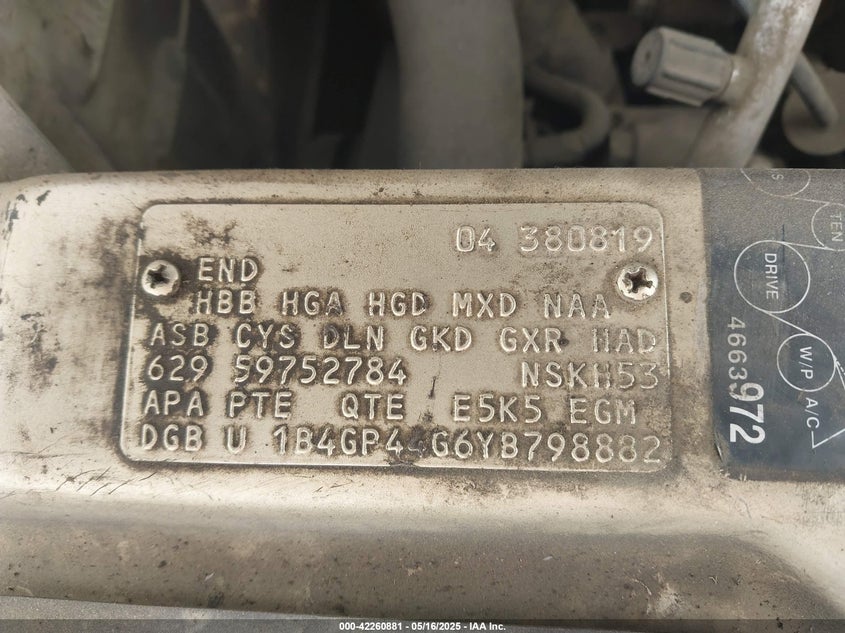 04 380819
END
HBB HGA HGD MXD NAA
ASB CYS DLN GKD GXR HAD
629 59752784 NSKH53
APA PTE QTE E5K5 EGM
DGB U 1B4GP44G6YB798882
TEN
DRIVE
W/P
A/C
4663972
000-42260881 - 05/16/2025 - IAA Inc.